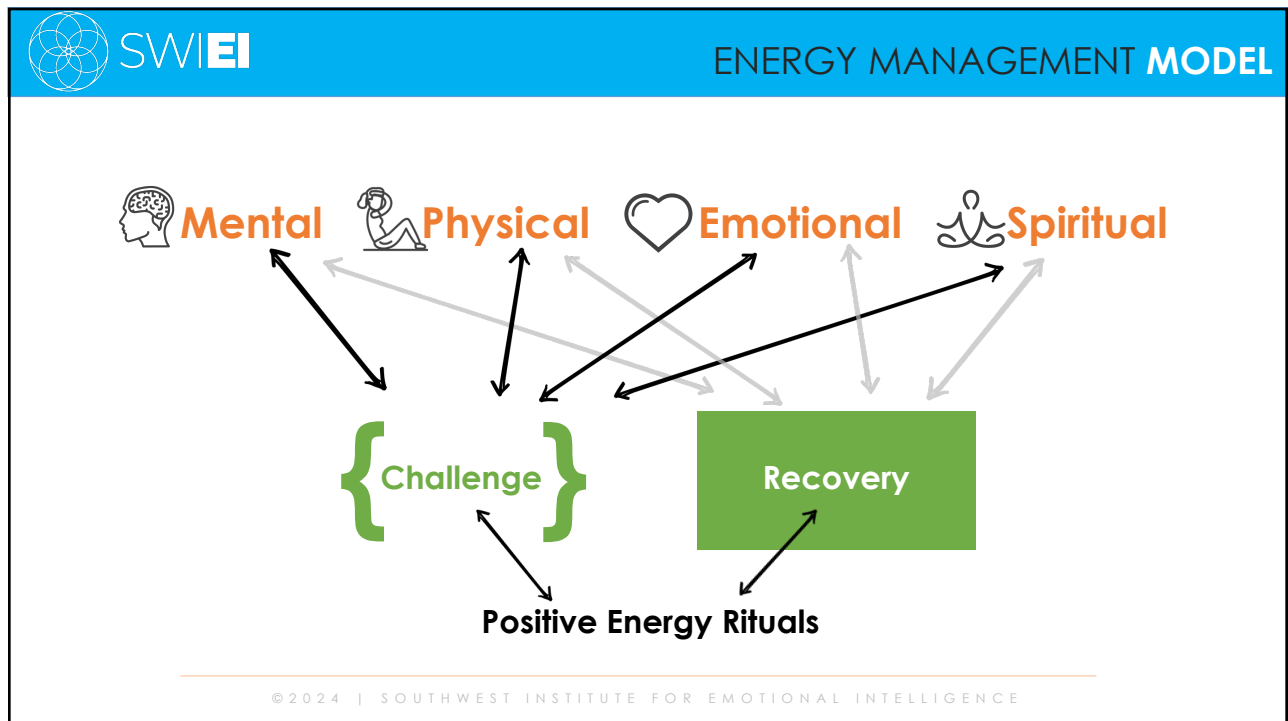 SWIEI
ENERGY MANAGEMENT MODEL
Mental
Physical
Emotional
Spiritual
{Challenge}
Recovery
Positive Energy Rituals
©2024 | SOUTHWEST INSTITUTE FOR EMOTIONAL INTELLIGENCE